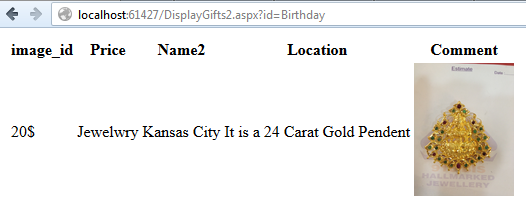 localhost:61427/DisplayGifts2.aspx?id=Birthday
image_id Price Name2 Location Comment
Estimate
20$ Jewelwry Kansas City It is a 24 Carat Gold Pendent
HALLMARKED
JEWELLERY